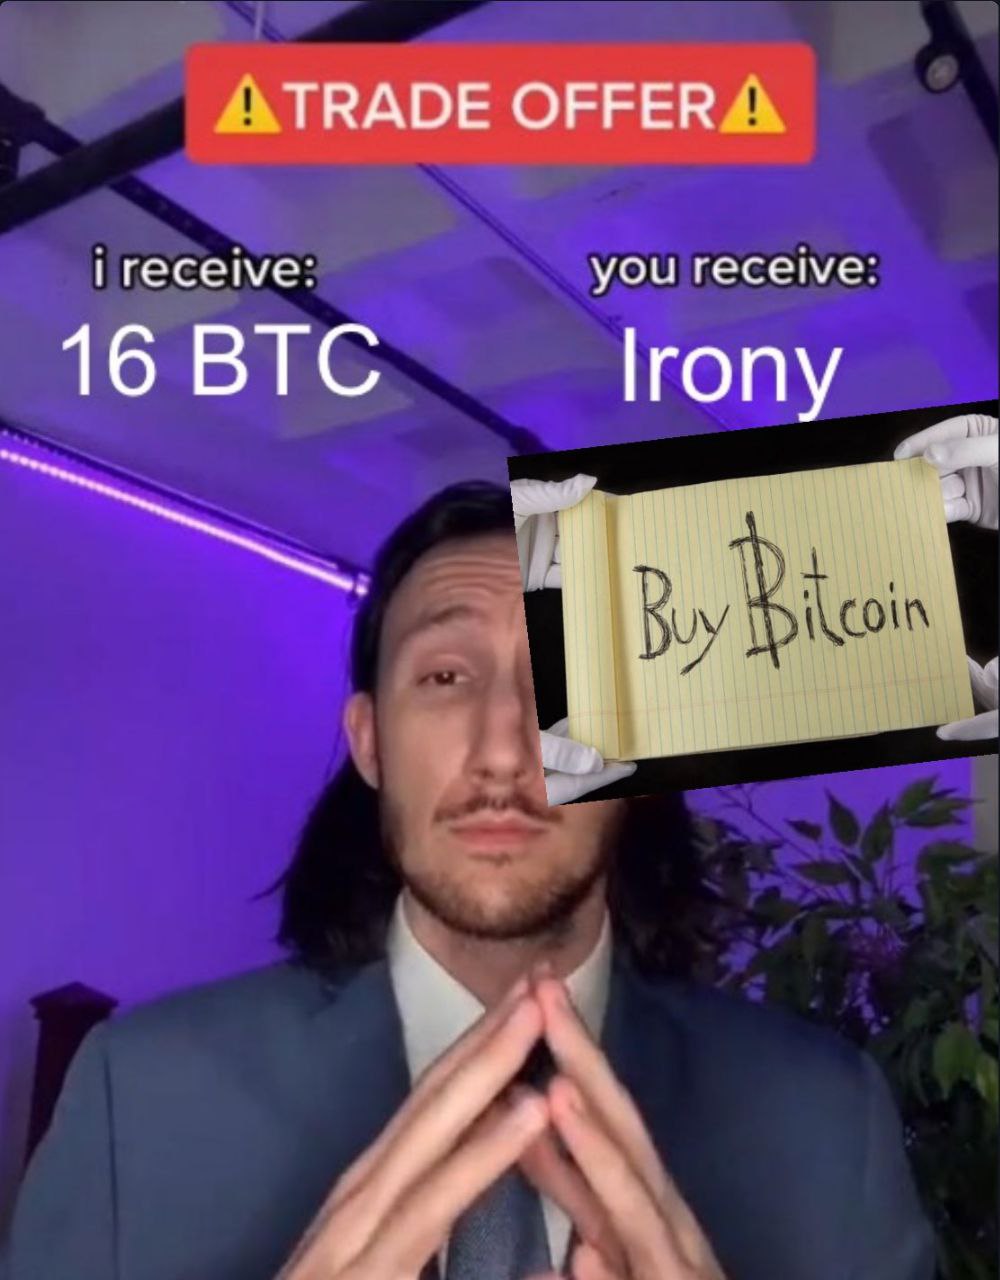 ⚠️TRADE OFFER⚠️
i receive: you receive:
16 BTC Irony
Buy Bitcoin